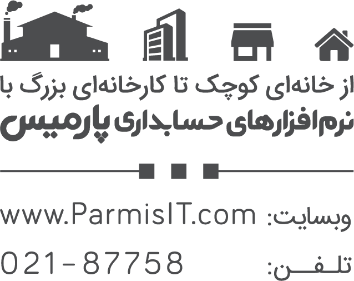 از خانه‌ای کوچک تا کارخانه‌ای بزرگ با
نرم‌افزارهای حسابداری پارمیس
وبسایت: www.ParmisIT.com
تلفن: 021-87758